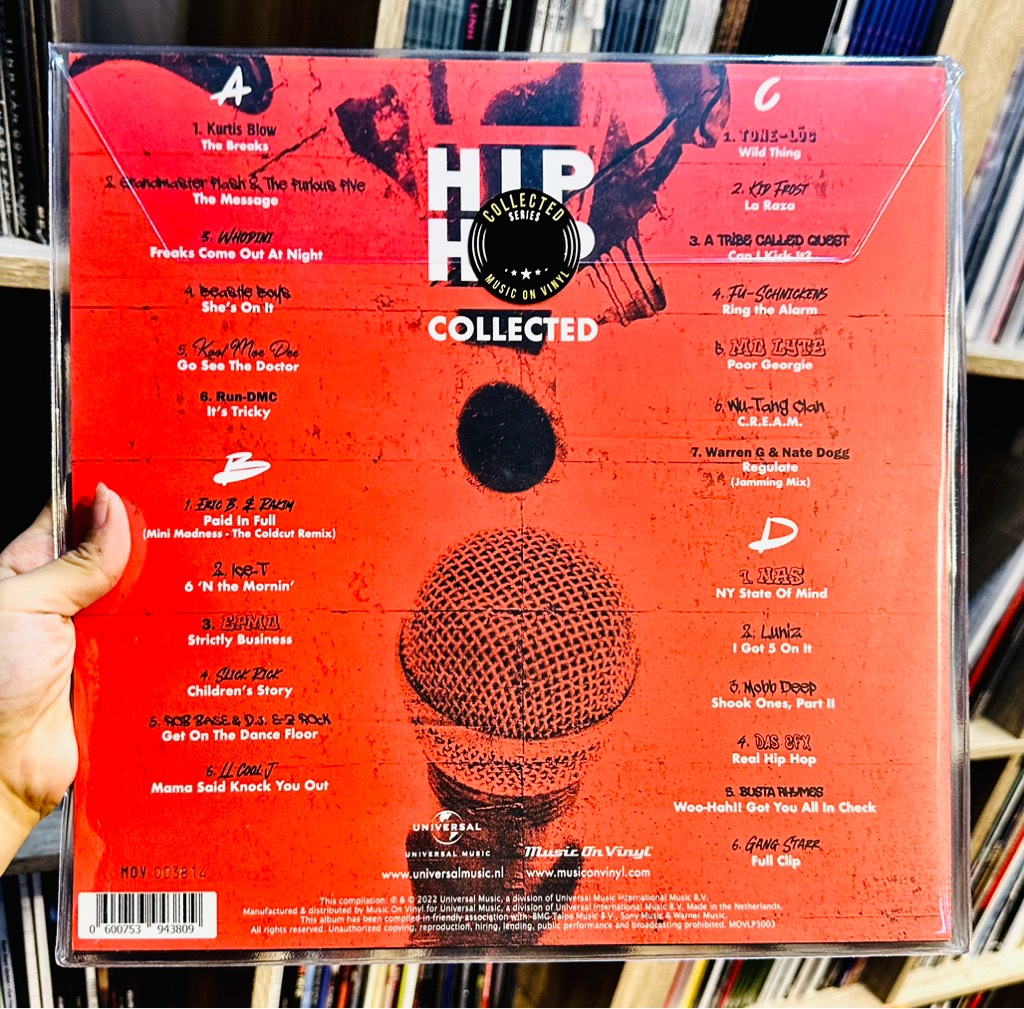 A
1. Kurtis Blow
The Breaks
2. Grandmaster Flash & The Furious Five
The Message
3. WHODINI
Freaks Come Out At Night
4. Beastie Boys
She's On It
5. Kool Moe Dee
Go See The Doctor
6. Run-DMC
It's Tricky
B
1. ERIC B. & RAKIM
Paid In Full
(Mini Madness - The Coldcut Remix)
2. Ice-T
6 'N the Mornin'
3. EPMD
Strictly Business
4. SLICK RICK
Children's Story
5. ROB BASE & D.J. E-Z ROCK
Get On The Dance Floor
6. LL COOL J
Mama Said Knock You Out
HIP
COLLECTED
SERIES
MUSIC ON VINYL
COLLECTED
C
1. TONE-LŌC
Wild Thing
2. KID FROST
La Raza
3. A TRIBE CALLED QUEST
Can I Kick It?
4. FU-SCHNICKENS
Ring the Alarm
5. MC LYTE
Poor Georgie
6. Wu-Tang Clan
C.R.E.A.M.
7. Warren G & Nate Dogg
Regulate
(Jamming Mix)
D
1. NAS
NY State Of Mind
2. Luniz
I Got 5 On It
3. Mobb Deep
Shook Ones, Part II
4. DAS EFX
Real Hip Hop
5. BUSTA RHYMES
Woo-Hah!! Got You All In Check
6. GANG STARR
Full Clip
UNIVERSAL
UNIVERSAL MUSIC
www.universalmusic.nl
Music On Vinyl
www.musiconvinyl.com
MOV 003814
0 600753 943809
This compilation: ℗ & © 2022 Universal Music, a division of Universal International Music B.V.
Manufactured & distributed by Music On Vinyl for Universal Music, a division of Universal International Music B.V. Made in the Netherlands.
This album has been compiled in friendly association with BMG Talpa Music B.V., Sony Music & Warner Music.
All rights reserved. Unauthorized copying, reproduction, hiring, lending, public performance and broadcasting prohibited. MOVLP3003